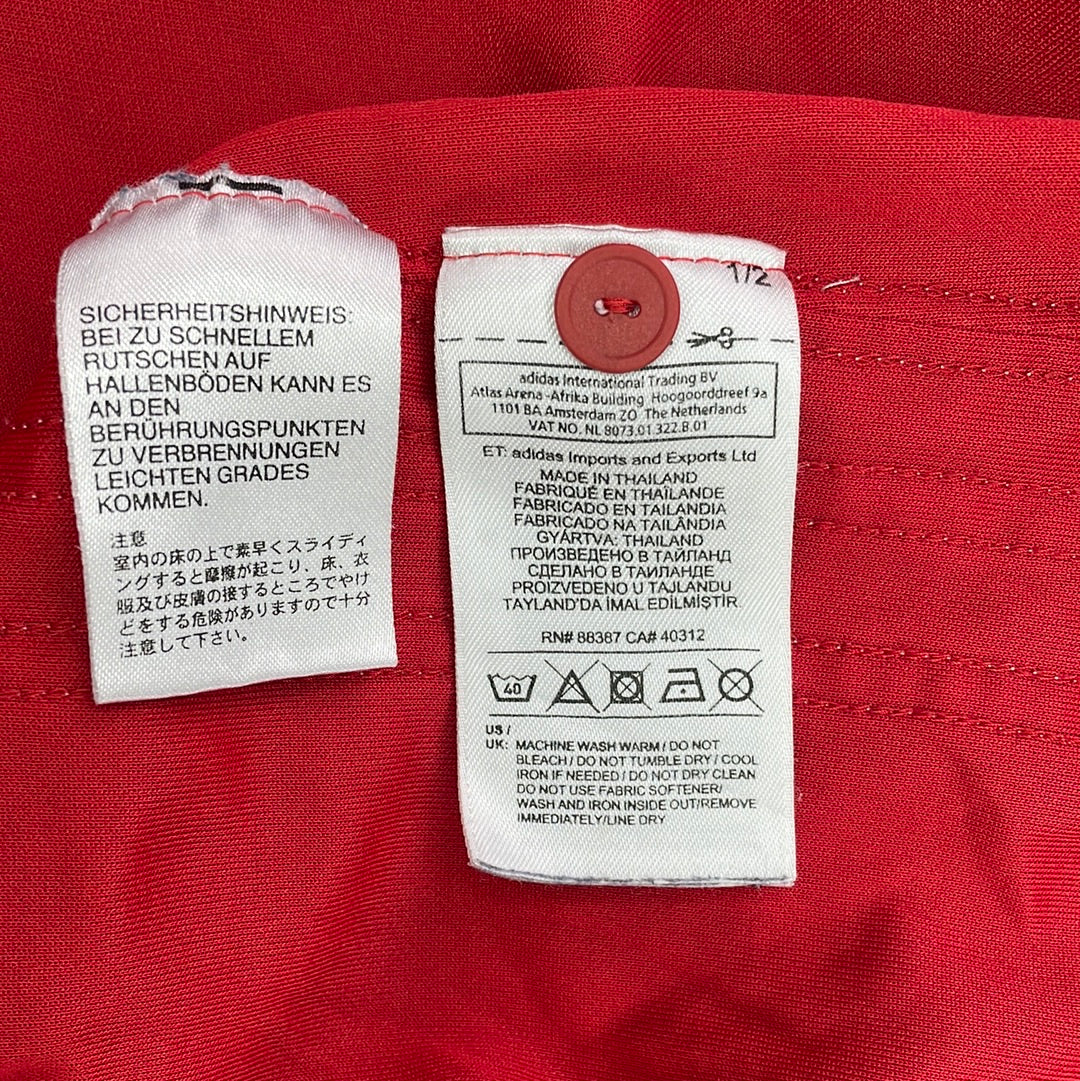 SICHERHEITSHINWEIS:
BEI ZU SCHNELLEM
RUTSCHEN AUF
HALLENBÖDEN KANN ES
AN DEN
BERÜHRUNGSPUNKTEN
ZU VERBRENNUNGEN
LEICHTEN GRADES
KOMMEN.
注意
室内の床の上で素早くスライディ
ングすると摩擦が起こり、床、衣
服及び皮膚の接するところでやけ
どをする危険がありますので十分
注意して下さい。
1/2
adidas International Trading BV
Atlas Arena -Afrika Building Hoogoorddreef 9a
1101 BA Amsterdam ZO The Netherlands
VAT NO. NL 8073.01.322.B.01
ET: adidas Imports and Exports Ltd
MADE IN THAILAND
FABRIQUÉ EN THAÏLANDE
FABRICADO EN TAILANDIA
FABRICADO NA TAILÂNDIA
GYÁRTVA: THAILAND
ПРОИЗВЕДЕНО В ТАЙЛАНД
СДЕЛАНО В ТАИЛАНДЕ
PROIZVEDENO U TAJLANDU
TAYLAND'DA İMAL EDİLMİŞTİR.
RN# 88387 CA# 40312
40
US /
UK: MACHINE WASH WARM / DO NOT
BLEACH / DO NOT TUMBLE DRY / COOL
IRON IF NEEDED / DO NOT DRY CLEAN
DO NOT USE FABRIC SOFTENER/
WASH AND IRON INSIDE OUT/REMOVE
IMMEDIATELY/LINE DRY